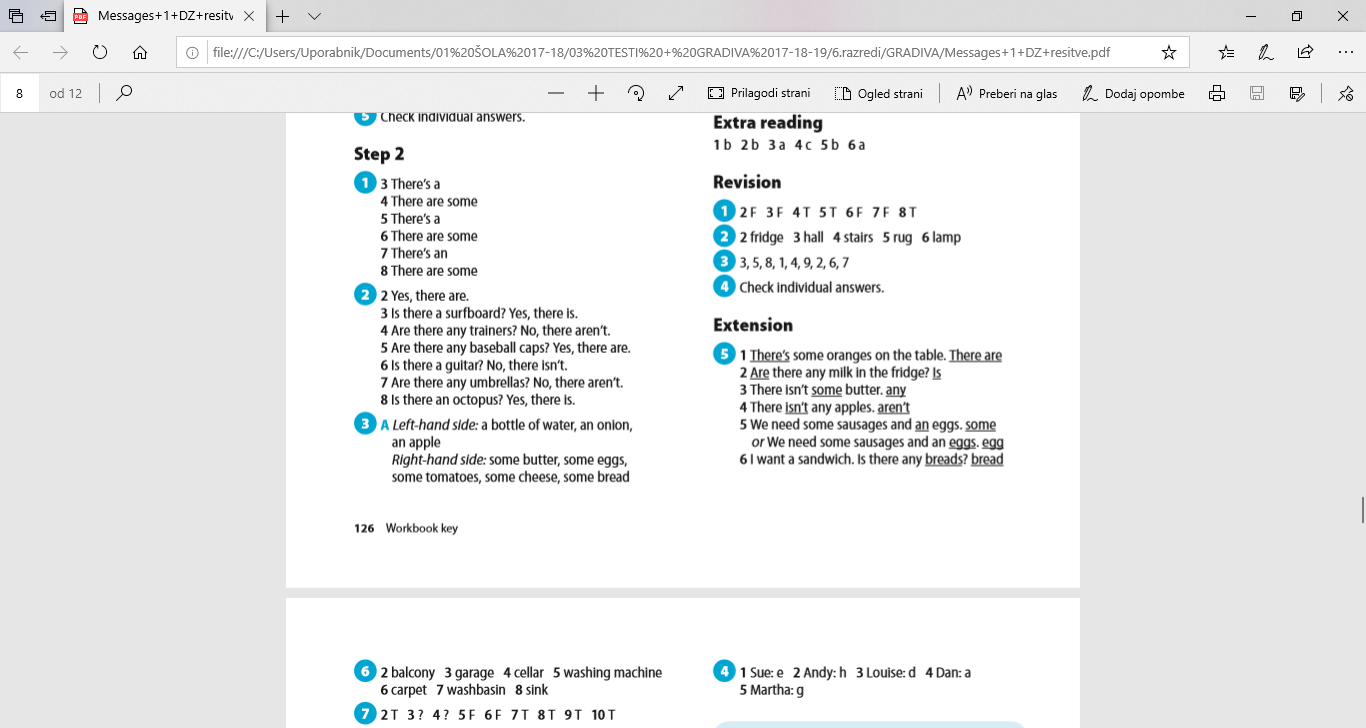 Messages+1+DZ+resitv
file:///C:/Users/Uporabnik/Documents/01%20ŠOLA%2017-18/03%20TESTI%20+%20GRADIVA%2017-18-19/6.razredi/GRADIVA/Messages+1+DZ+resitve.pdf
8 od 12 Prilagodi strani Ogled strani Preberi na glas Dodaj opombe
5 Check individual answers.
Step 2
1 3 There's a
4 There are some
5 There's a
6 There are some
7 There's an
8 There are some
2 2 Yes, there are.
3 Is there a surfboard? Yes, there is.
4 Are there any trainers? No, there aren't.
5 Are there any baseball caps? Yes, there are.
6 Is there a guitar? No, there isn't.
7 Are there any umbrellas? No, there aren't.
8 Is there an octopus? Yes, there is.
3 A Left-hand side: a bottle of water, an onion,
an apple
Right-hand side: some butter, some eggs,
some tomatoes, some cheese, some bread
126 Workbook key
Extra reading
1 b 2 b 3 a 4 c 5 b 6 a
Revision
1 2 F 3 F 4 T 5 T 6 F 7 F 8 T
2 2 fridge 3 hall 4 stairs 5 rug 6 lamp
3 3, 5, 8, 1, 4, 9, 2, 6, 7
4 Check individual answers.
Extension
5 1 There's some oranges on the table. There are
2 Are there any milk in the fridge? Is
3 There isn't some butter. any
4 There isn't any apples. aren't
5 We need some sausages and an eggs. some
or We need some sausages and an eggs. egg
6 I want a sandwich. Is there any breads? bread
6 2 balcony 3 garage 4 cellar 5 washing machine
6 carpet 7 washbasin 8 sink
7 2 T 3 ? 4 ? 5 F 6 F 7 T 8 T 9 T 10 T
4 1 Sue: e 2 Andy: h 3 Louise: d 4 Dan: a
5 Martha: g